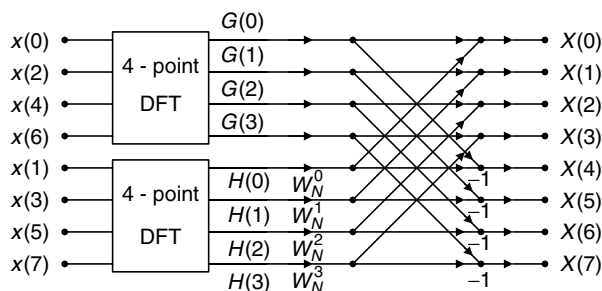 G(0)
x(0) X(0)
G(1)
x(2) 4 - point X(1)
G(2)
x(4) DFT X(2)
G(3)
x(6) X(3)
x(1) X(4)
4 - point H(0) W_N^0 −1
x(3) X(5)
H(1) W_N^1 −1
x(5) DFT X(6)
H(2) W_N^2 −1
x(7) X(7)
H(3) W_N^3 −1